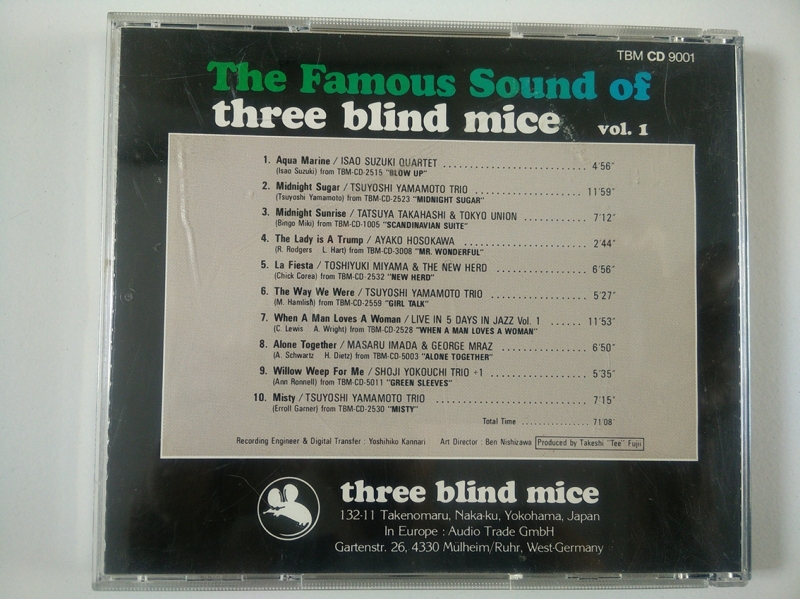 TBM CD 9001
The Famous Sound of
three blind mice vol. 1
1. Aqua Marine / ISAO SUZUKI QUARTET ........................ 4′56″
(Isao Suzuki) from TBM-CD-2515 "BLOW UP"
2. Midnight Sugar / TSUYOSHI YAMAMOTO TRIO ................... 11′59″
(Tsuyoshi Yamamoto) from TBM-CD-2523 "MIDNIGHT SUGAR"
3. Midnight Sunrise / TATSUYA TAKAHASHI & TOKYO UNION ............ 7′12″
(Bingo Miki) from TBM-CD-1005 "SCANDINAVIAN SUITE"
4. The Lady is A Trump / AYAKO HOSOKAWA ...................... 2′44″
(R. Rodgers L. Hart) from TBM-CD-3008 "MR. WONDERFUL"
5. La Fiesta / TOSHIYUKI MIYAMA & THE NEW HERD ................. 6′56″
(Chick Corea) from TBM-CD-2532 "NEW HERD"
6. The Way We Were / TSUYOSHI YAMAMOTO TRIO .................. 5′27″
(M. Hamlish) from TBM-CD-2559 "GIRL TALK"
7. When A Man Loves A Woman / LIVE IN 5 DAYS IN JAZZ Vol. 1 ...... 11′53″
(C. Lewis A. Wright) from TBM-CD-2528 "WHEN A MAN LOVES A WOMAN"
8. Alone Together / MASARU IMADA & GEORGE MRAZ ................ 6′50″
(A. Schwartz H. Dietz) from TBM-CD-5003 "ALONE TOGETHER"
9. Willow Weep For Me / SHOJI YOKOUCHI TRIO +1 ................. 5′35″
(Ann Ronnell) from TBM-CD-5011 "GREEN SLEEVES"
10. Misty / TSUYOSHI YAMAMOTO TRIO .......................... 7′15″
(Erroll Garner) from TBM-CD-2530 "MISTY"
Total Time ................ 71′08″
Recording Engineer & Digital Transfer : Yoshihiko Kannari Art Director : Ben Nishizawa Produced by Takeshi "Tee" Fujii
three blind mice
132-11 Takenomaru, Naka-ku, Yokohama, Japan
In Europe : Audio Trade GmbH
Gartenstr. 26, 4330 Mülheim/Ruhr, West-Germany